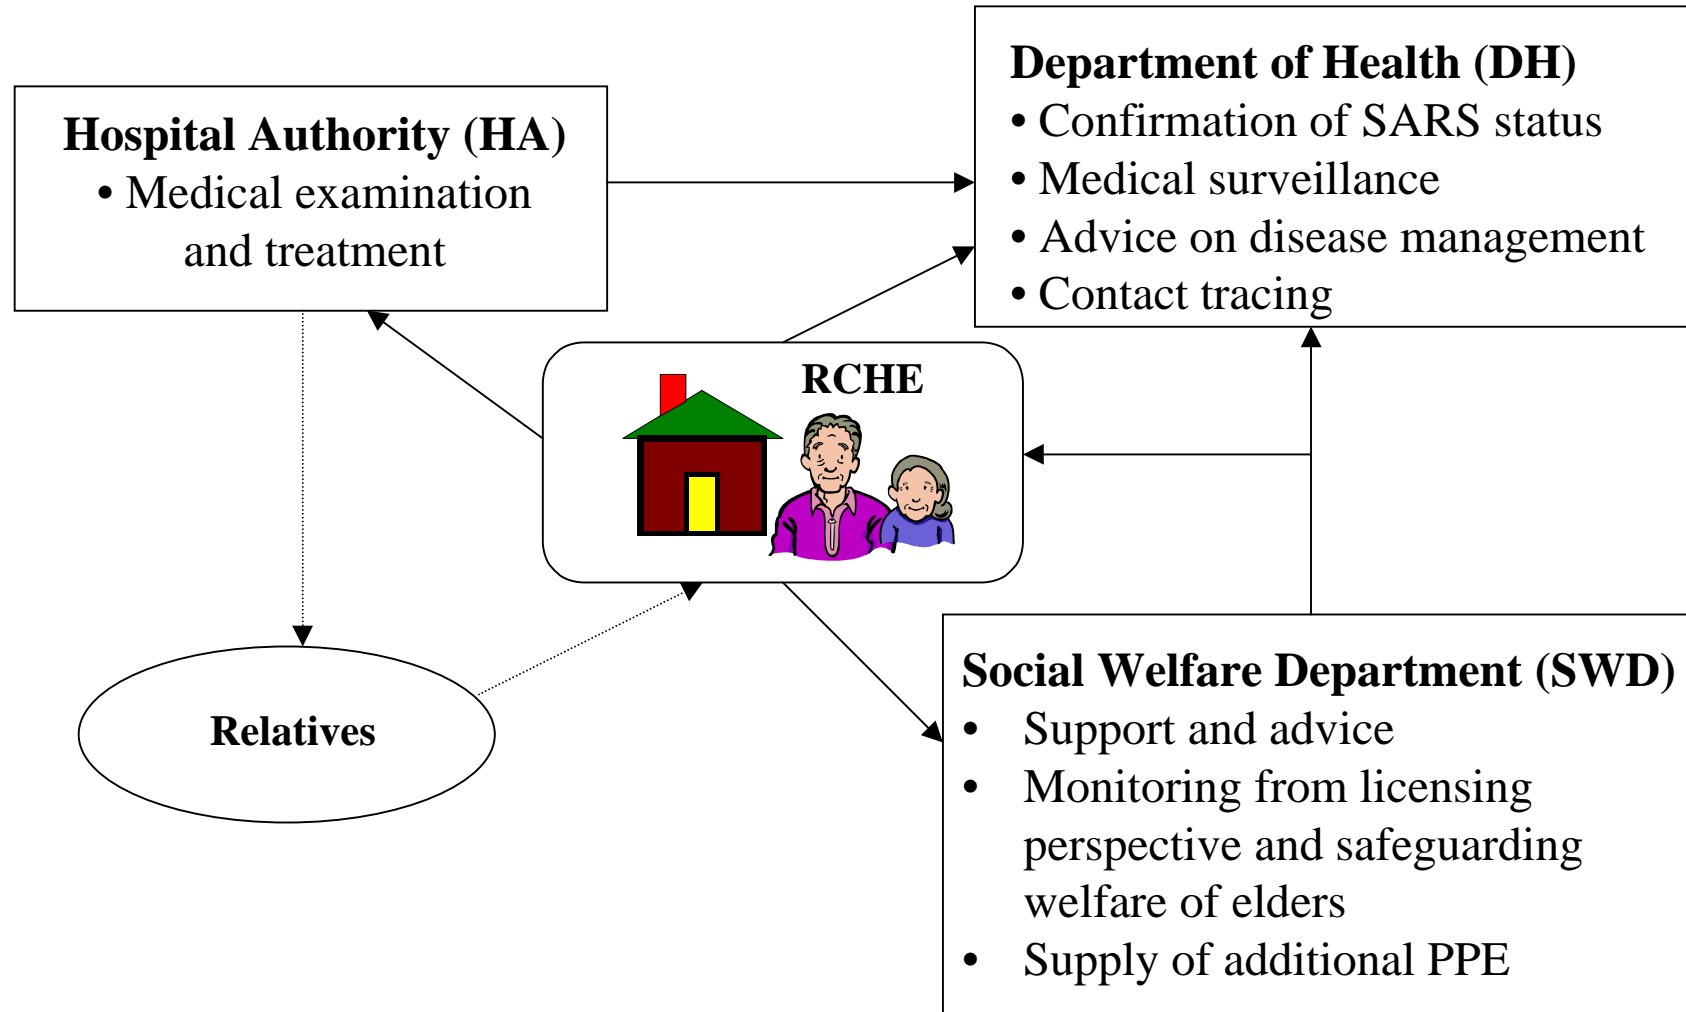 Hospital Authority (HA)
• Medical examination
and treatment
Department of Health (DH)
• Confirmation of SARS status
• Medical surveillance
• Advice on disease management
• Contact tracing
RCHE
Relatives
Social Welfare Department (SWD)
• Support and advice
• Monitoring from licensing
perspective and safeguarding
welfare of elders
• Supply of additional PPE